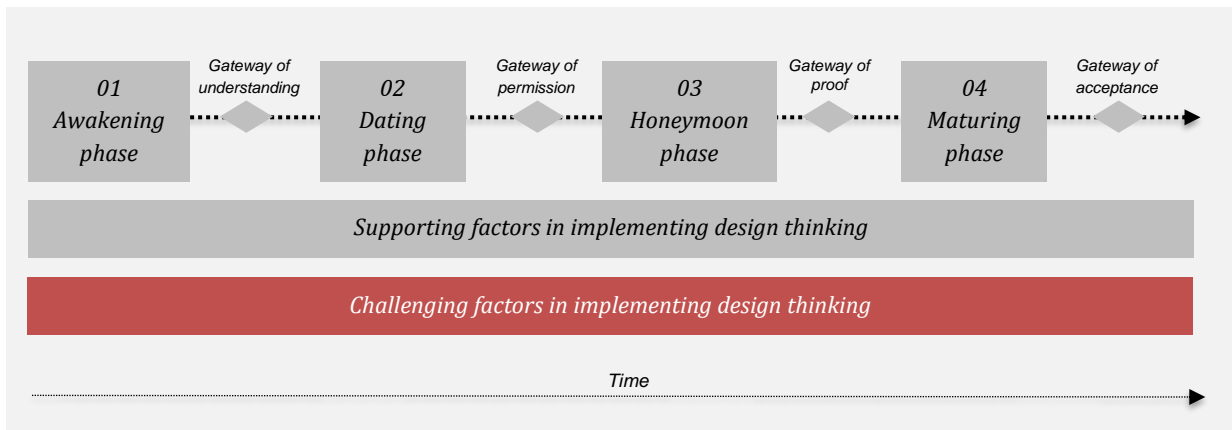 01
Awakening
phase
Gateway of
understanding
02
Dating
phase
Gateway of
permission
03
Honeymoon
phase
Gateway of
proof
04
Maturing
phase
Gateway of
acceptance
Supporting factors in implementing design thinking
Challenging factors in implementing design thinking
Time